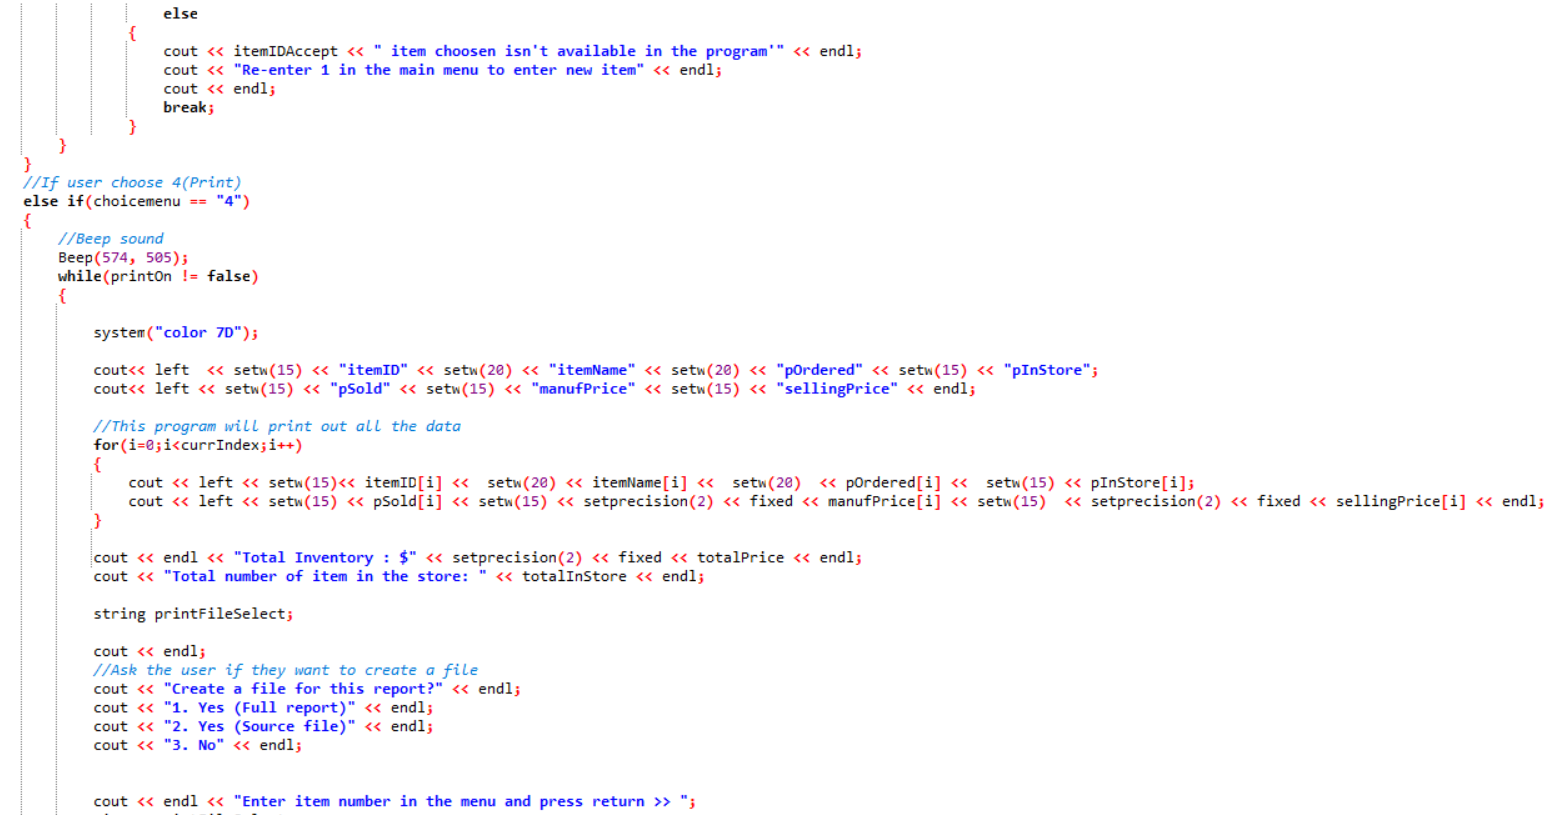 else
{
cout << itemIDAccept << " item choosen isn't available in the program'" << endl;
cout << "Re-enter 1 in the main menu to enter new item" << endl;
cout << endl;
break;
}
}
}
//If user choose 4(Print)
else if(choicemenu == "4")
{
//Beep sound
Beep(574, 505);
while(printOn != false)
{
system("color 7D");
cout<< left  << setw(15) << "itemID" << setw(20) << "itemName" << setw(20) << "pOrdered" << setw(15) << "pInStore";
cout<< left << setw(15) << "pSold" << setw(15) << "manufPrice" << setw(15) << "sellingPrice" << endl;
//This program will print out all the data
for(i=0;i<currIndex;i++)
{
cout << left << setw(15)<< itemID[i] <<  setw(20) << itemName[i] <<  setw(20)  << pOrdered[i] <<  setw(15) << pInStore[i];
cout << left << setw(15) << pSold[i] << setw(15) << setprecision(2) << fixed << manufPrice[i] << setw(15)  << setprecision(2) << fixed << sellingPrice[i] << endl;
}
cout << endl << "Total Inventory : $" << setprecision(2) << fixed << totalPrice << endl;
cout << "Total number of item in the store: " << totalInStore << endl;
string printFileSelect;
cout << endl;
//Ask the user if they want to create a file
cout << "Create a file for this report?" << endl;
cout << "1. Yes (Full report)" << endl;
cout << "2. Yes (Source file)" << endl;
cout << "3. No" << endl;
cout << endl << "Enter item number in the menu and press return >> ";